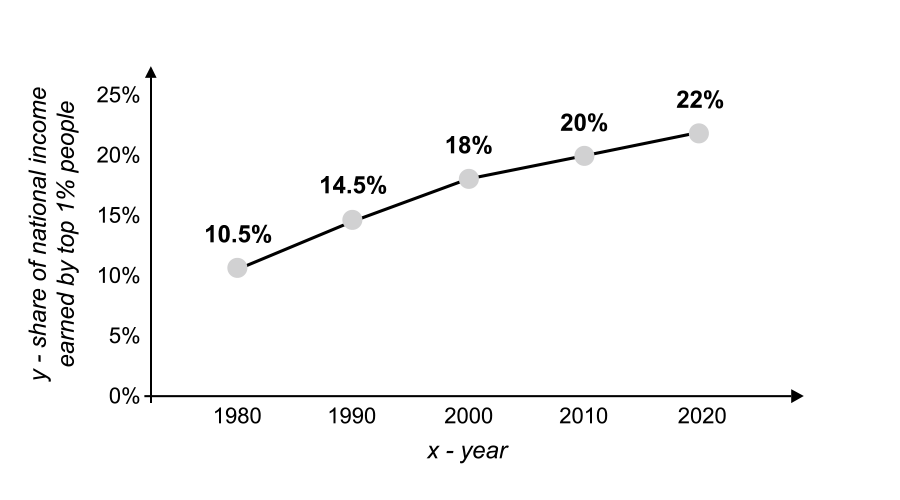 y - share of national income
earned by top 1% people
25%
20%
15%
10%
5%
0%
10.5%
14.5%
18%
20%
22%
1980 1990 2000 2010 2020
x - year